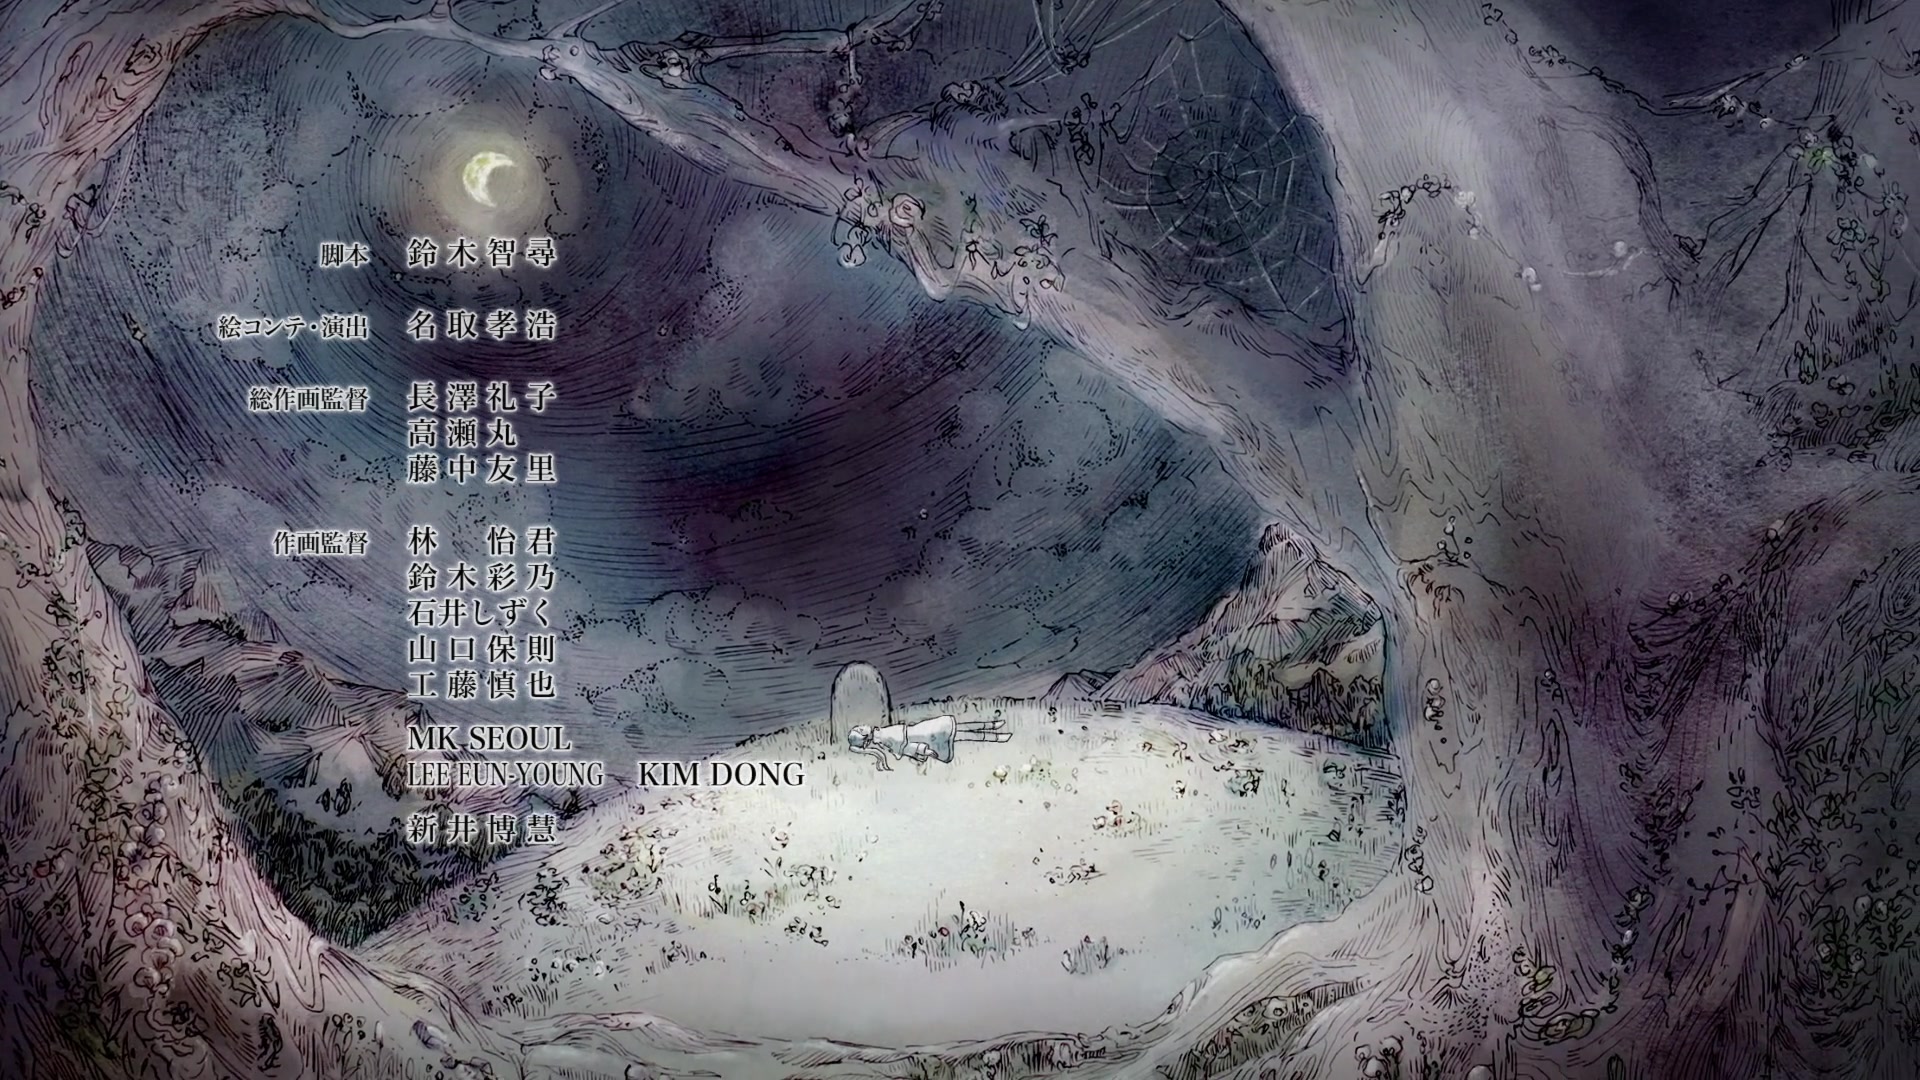 脚本 鈴木智尋
絵コンテ・演出 名取孝浩
総作画監督 長澤礼子
高瀬丸
藤中友里
作画監督 林 怡君
鈴木彩乃
石井しずく
山口保則
工藤慎也
MK SEOUL
LEE EUN-YOUNG KIM DONG
新井博慧